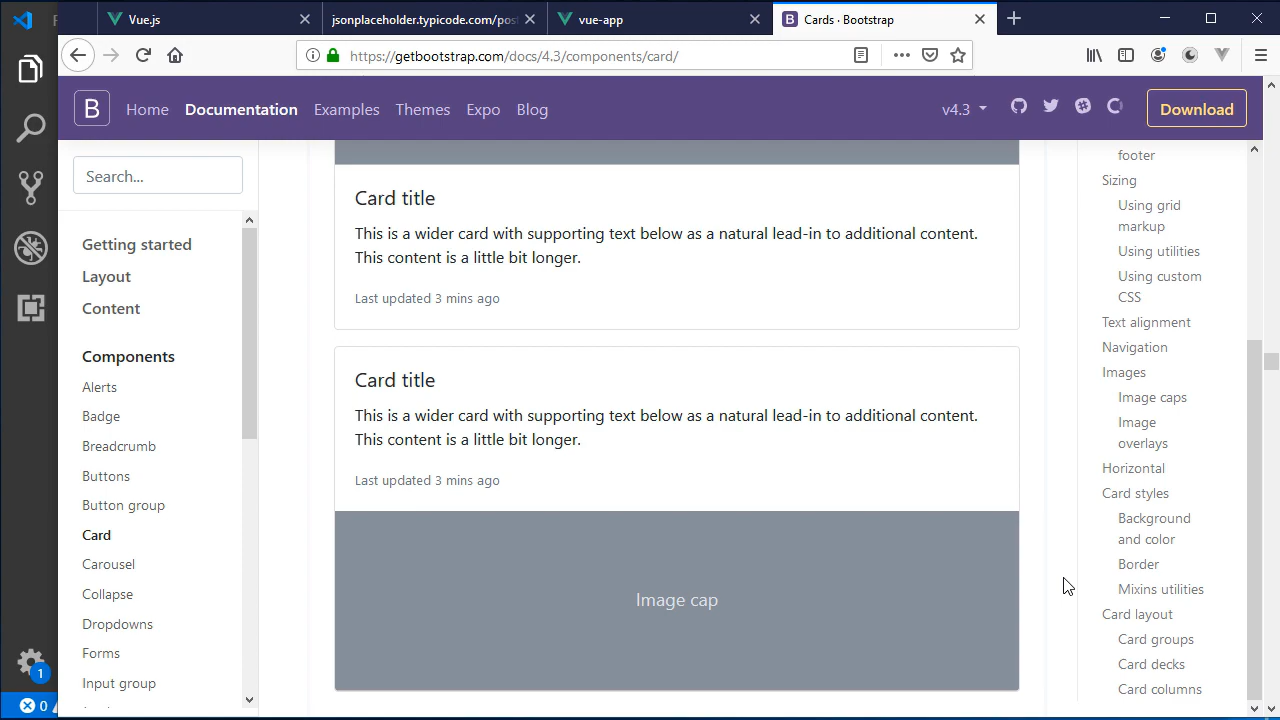 F
Vue.js
jsonplaceholder.typicode.com/pos
vue-app
B
Cards · Bootstrap
https://getbootstrap.com/docs/4.3/components/card/
B
Home
Documentation
Examples
Themes
Expo
Blog
v4.3
Download
Search...
Getting started
Layout
Content
Components
Alerts
Badge
Breadcrumb
Buttons
Button group
Card
Carousel
Collapse
Dropdowns
Forms
Input group
Card title
This is a wider card with supporting text below as a natural lead-in to additional content.
This content is a little bit longer.
Last updated 3 mins ago
Card title
This is a wider card with supporting text below as a natural lead-in to additional content.
This content is a little bit longer.
Last updated 3 mins ago
Image cap
footer
Sizing
Using grid
markup
Using utilities
Using custom
CSS
Text alignment
Navigation
Images
Image caps
Image
overlays
Horizontal
Card styles
Background
and color
Border
Mixins utilities
Card layout
Card groups
Card decks
Card columns
1
0